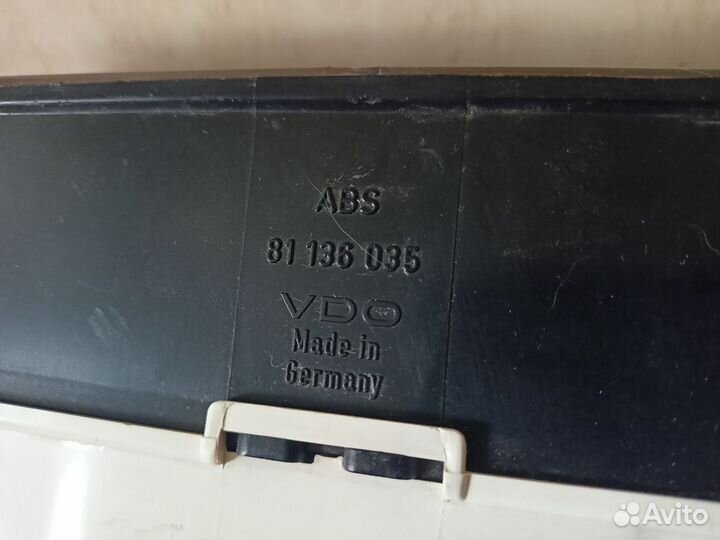 ABS
81 136 035
VDO
Made in
Germany
Avito